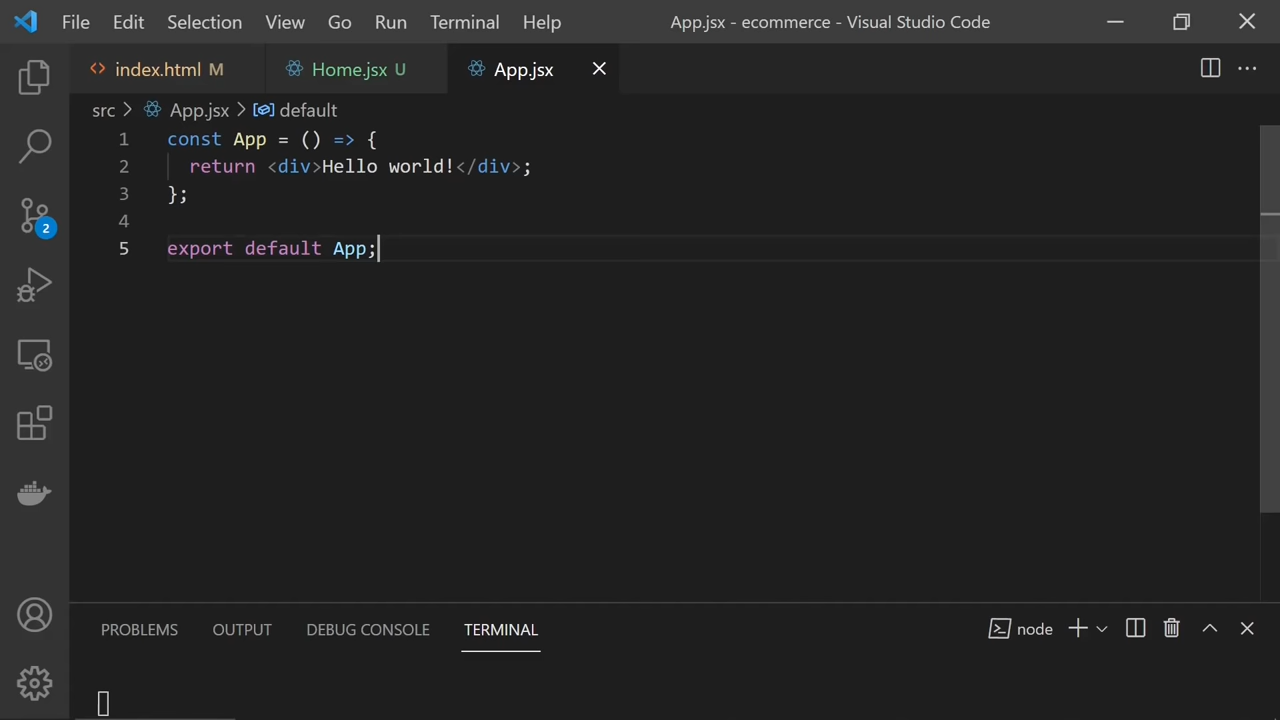 File Edit Selection View Go Run Terminal Help App.jsx - ecommerce - Visual Studio Code
index.html M Home.jsx U App.jsx
src > App.jsx > default
1 const App = () => {
2 return <div>Hello world!</div>;
3 };
4
5 export default App;
2
PROBLEMS OUTPUT DEBUG CONSOLE TERMINAL node